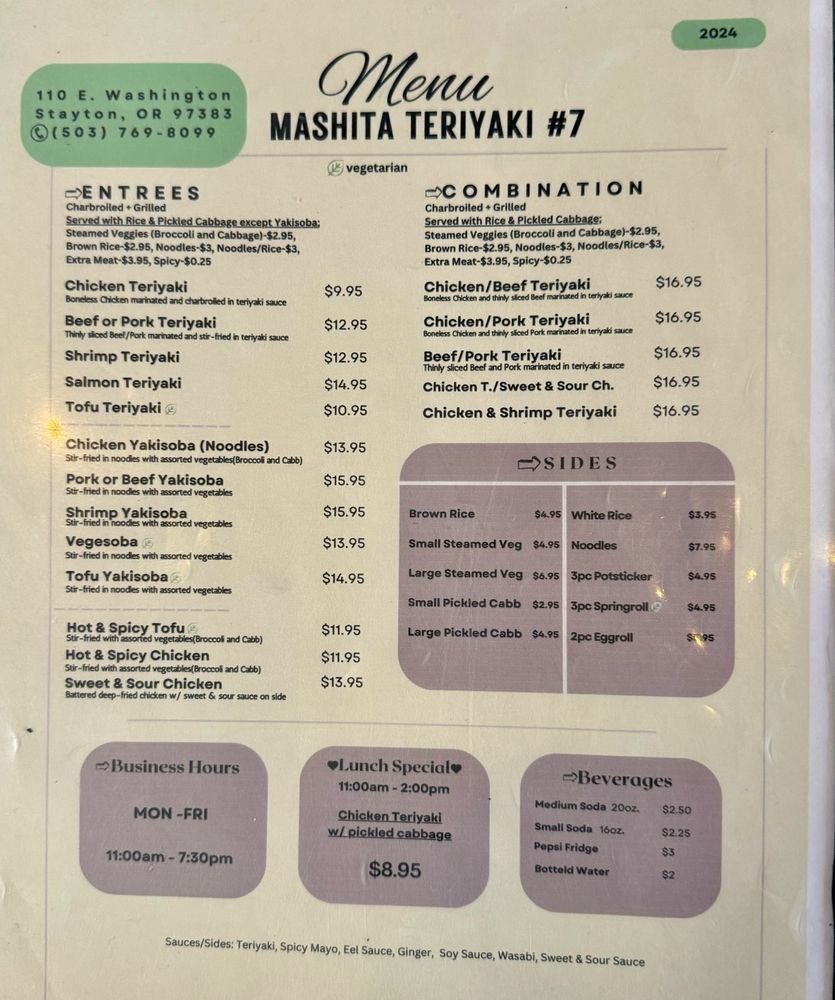 2024
110 E. Washington
Stayton, OR 97383
(503) 769-8099
Menu
MASHITA TERIYAKI #7
vegetarian
ENTREES
Charbroiled + Grilled
Served with Rice & Pickled Cabbage except Yakisoba:
Steamed Veggies (Broccoli and Cabbage)-$2.95,
Brown Rice-$2.95, Noodles-$3, Noodles/Rice-$3,
Extra Meat-$3.95, Spicy-$0.25
Chicken Teriyaki $9.95
Boneless Chicken marinated and charbroiled in teriyaki sauce
Beef or Pork Teriyaki $12.95
Thinly sliced Beef/Pork marinated and stir-fried in teriyaki sauce
Shrimp Teriyaki $12.95
Salmon Teriyaki $14.95
Tofu Teriyaki $10.95
Chicken Yakisoba (Noodles) $13.95
Stir-fried in noodles with assorted vegetables(Broccoli and Cabb)
Pork or Beef Yakisoba $15.95
Stir-fried in noodles with assorted vegetables
Shrimp Yakisoba $15.95
Stir-fried in noodles with assorted vegetables
Vegesoba $13.95
Stir-fried in noodles with assorted vegetables
Tofu Yakisoba $14.95
Stir-fried in noodles with assorted vegetables
Hot & Spicy Tofu $11.95
Stir-fried with assorted vegetables(Broccoli and Cabb)
Hot & Spicy Chicken $11.95
Stir-fried with assorted vegetables(Broccoli and Cabb)
Sweet & Sour Chicken $13.95
Battered deep-fried chicken w/ sweet & sour sauce on side
COMBINATION
Charbroiled + Grilled
Served with Rice & Pickled Cabbage:
Steamed Veggies (Broccoli and Cabbage)-$2.95,
Brown Rice-$2.95, Noodles-$3, Noodles/Rice-$3,
Extra Meat-$3.95, Spicy-$0.25
Chicken/Beef Teriyaki $16.95
Boneless Chicken and thinly sliced Beef marinated in teriyaki sauce
Chicken/Pork Teriyaki $16.95
Boneless Chicken and thinly sliced Pork marinated in teriyaki sauce
Beef/Pork Teriyaki $16.95
Thinly sliced Beef and Pork marinated in teriyaki sauce
Chicken T./Sweet & Sour Ch. $16.95
Chicken & Shrimp Teriyaki $16.95
SIDES
Brown Rice $4.95
Small Steamed Veg $4.95
Large Steamed Veg $6.95
Small Pickled Cabb $2.95
Large Pickled Cabb $4.95
White Rice $3.95
Noodles $7.95
3pc Potsticker $4.95
3pc Springroll $4.95
2pc Eggroll
Business Hours
MON -FRI
11:00am - 7:30pm
Lunch Special
11:00am - 2:00pm
Chicken Teriyaki
w/ pickled cabbage
$8.95
Beverages
Medium Soda 20oz. $2.50
Small Soda 16oz. $2.25
Pepsi Fridge $3
Botteld Water $2
Sauces/Sides: Teriyaki, Spicy Mayo, Eel Sauce, Ginger, Soy Sauce, Wasabi, Sweet & Sour Sauce